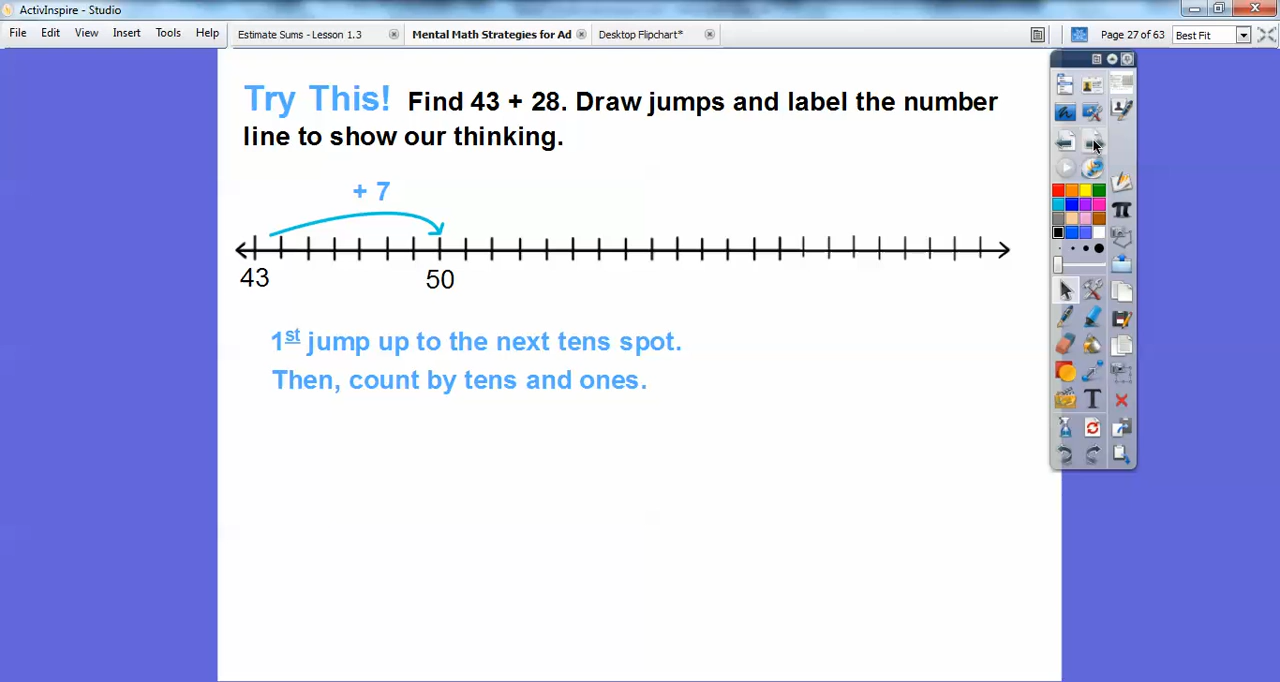 ActivInspire - Studio
File Edit View Insert Tools Help
Estimate Sums - Lesson 1.3
Mental Math Strategies for Ad
Desktop Flipchart*
Page 27 of 63
Best Fit
Try This! Find 43 + 28. Draw jumps and label the number
line to show our thinking.
+ 7
43 50
1st jump up to the next tens spot.
Then, count by tens and ones.